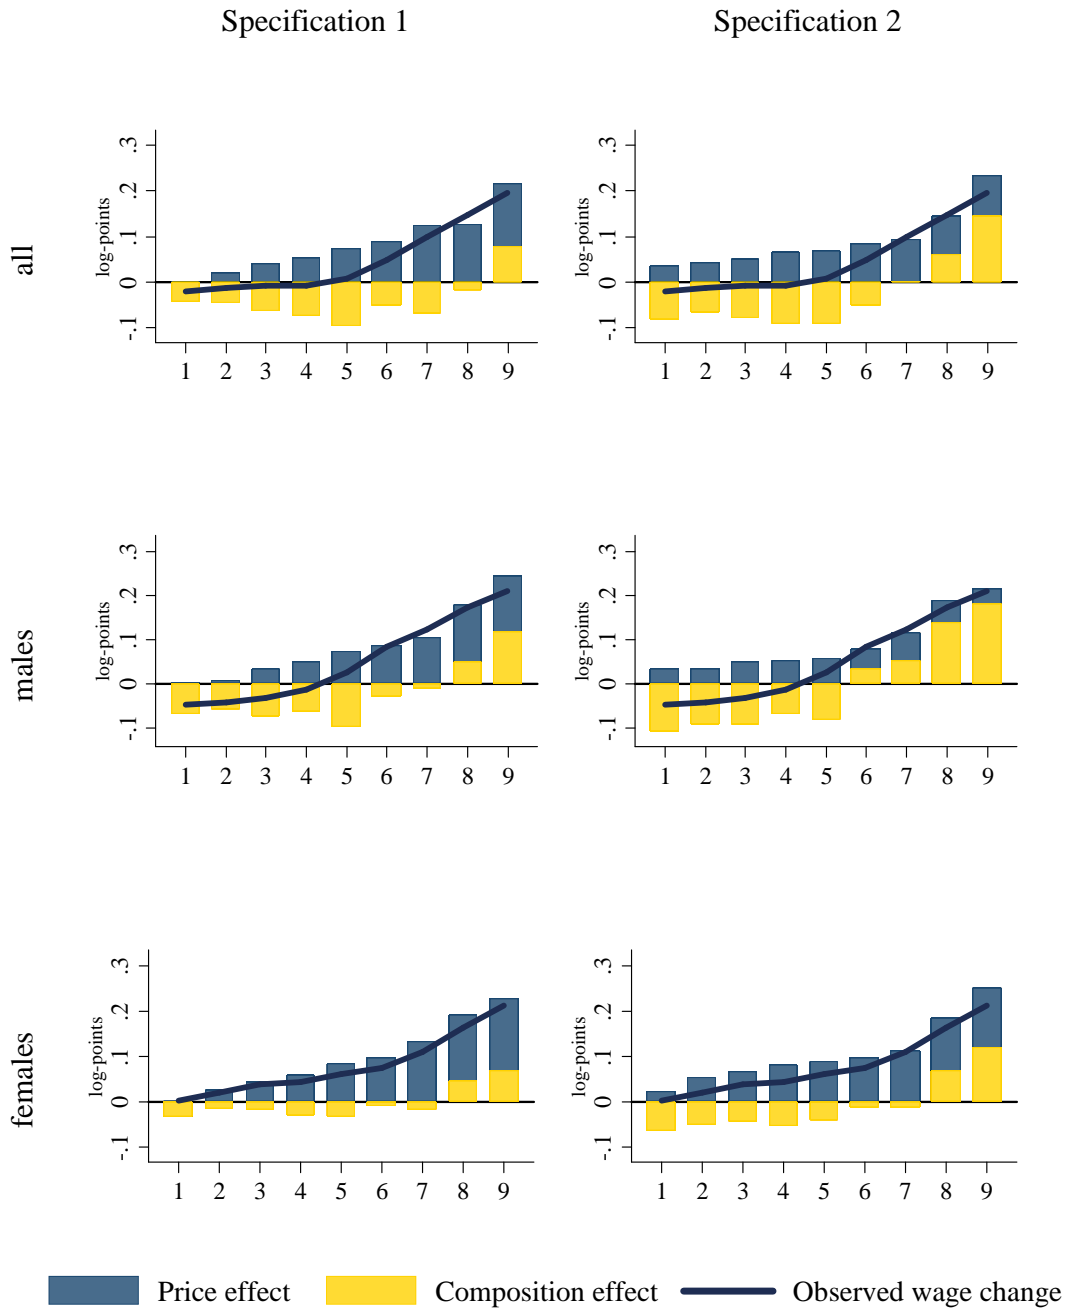 Specification 1
Specification 2
all
log-points
.3
.2
.1
0
-.1
1 2 3 4 5 6 7 8 9
log-points
.3
.2
.1
0
-.1
1 2 3 4 5 6 7 8 9
males
log-points
.3
.2
.1
0
-.1
1 2 3 4 5 6 7 8 9
log-points
.3
.2
.1
0
-.1
1 2 3 4 5 6 7 8 9
females
log-points
.3
.2
.1
0
-.1
1 2 3 4 5 6 7 8 9
log-points
.3
.2
.1
0
-.1
1 2 3 4 5 6 7 8 9
Price effect Composition effect Observed wage change